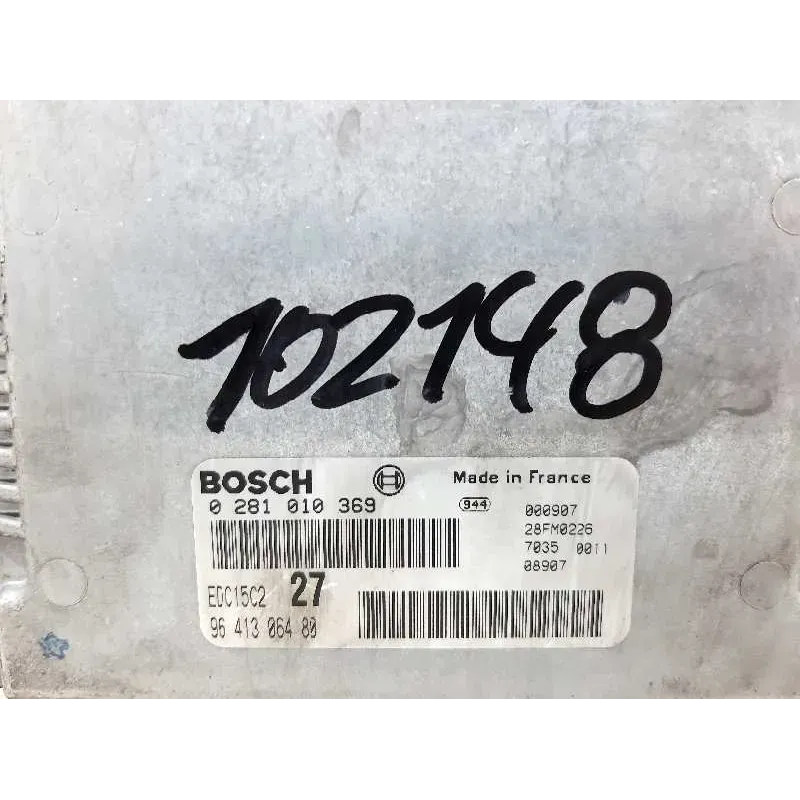 102148
BOSCH Made in France
0 281 010 369 944 000907
28FM0226
7035 0011
08907
EDC15C2 27
96 413 064 80